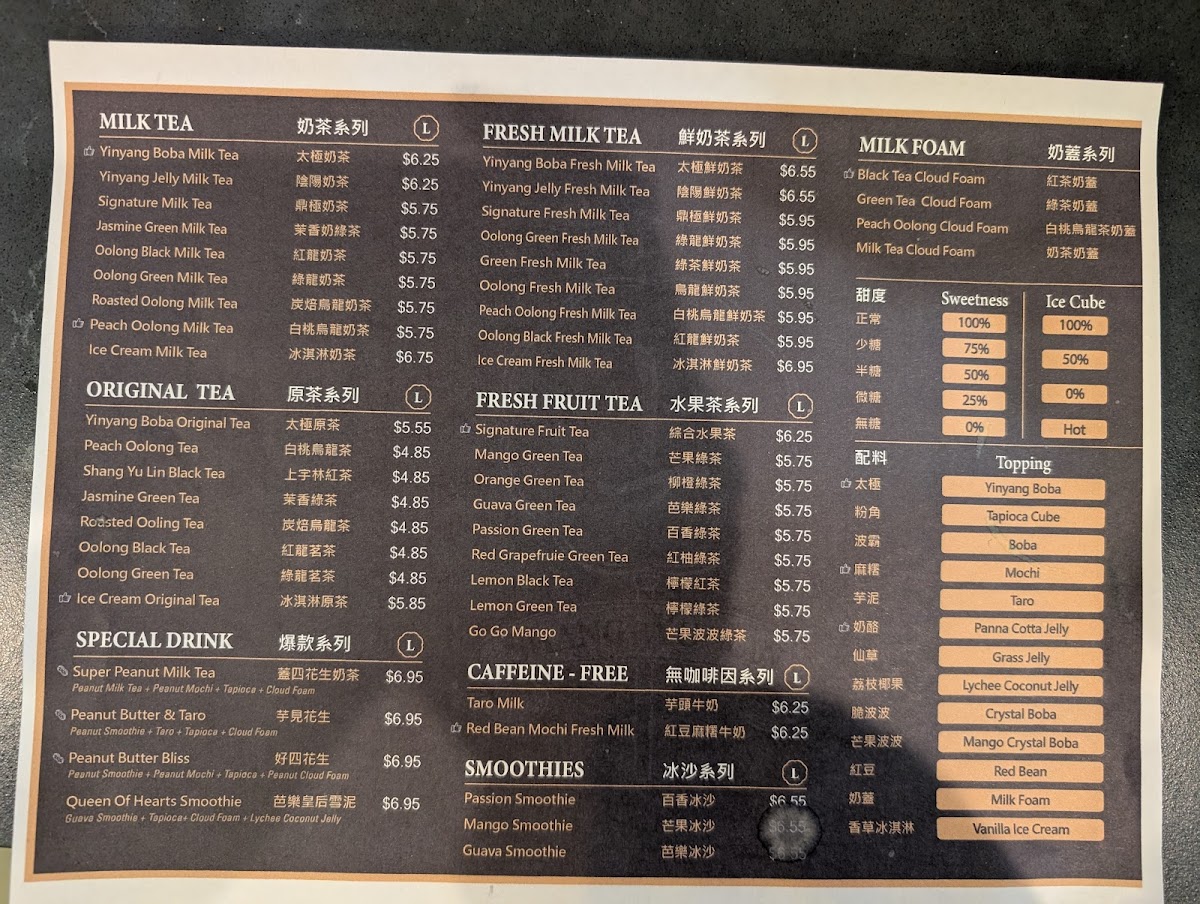 MILK TEA 奶茶系列 L
Yinyang Boba Milk Tea 太極奶茶 $6.25
Yinyang Jelly Milk Tea 陰陽奶茶 $6.25
Signature Milk Tea 鼎極奶茶 $5.75
Jasmine Green Milk Tea 茉香奶綠茶 $5.75
Oolong Black Milk Tea 紅龍奶茶 $5.75
Oolong Green Milk Tea 綠龍奶茶 $5.75
Roasted Oolong Milk Tea 炭焙烏龍奶茶 $5.75
Peach Oolong Milk Tea 白桃烏龍奶茶 $5.75
Ice Cream Milk Tea 冰淇淋奶茶 $6.75
ORIGINAL TEA 原茶系列 L
Yinyang Boba Original Tea 太極原茶 $5.55
Peach Oolong Tea 白桃烏龍茶 $4.85
Shang Yu Lin Black Tea 上宇林紅茶 $4.85
Jasmine Green Tea 茉香綠茶 $4.85
Roasted Ooling Tea 炭焙烏龍茶 $4.85
Oolong Black Tea 紅龍茗茶 $4.85
Oolong Green Tea 綠龍茗茶 $4.85
Ice Cream Original Tea 冰淇淋原茶 $5.85
SPECIAL DRINK 爆款系列 L
Super Peanut Milk Tea 蓋四花生奶茶 $6.95
Peanut Milk Tea + Peanut Mochi + Tapioca + Cloud Foam
Peanut Butter & Taro 芋見花生 $6.95
Peanut Smoothie + Taro + Tapioca + Cloud Foam
Peanut Butter Bliss 好四花生 $6.95
Peanut Smoothie + Peanut Mochi + Tapioca + Peanut Cloud Foam
Queen Of Hearts Smoothie 芭樂皇后雪泥 $6.95
Guava Smoothie + Tapioca+ Cloud Foam + Lychee Coconut Jelly
FRESH MILK TEA 鮮奶茶系列 L
Yinyang Boba Fresh Milk Tea 太極鮮奶茶 $6.55
Yinyang Jelly Fresh Milk Tea 陰陽鮮奶茶 $6.55
Signature Fresh Milk Tea 鼎極鮮奶茶 $5.95
Oolong Green Fresh Milk Tea 綠龍鮮奶茶 $5.95
Green Fresh Milk Tea 綠茶鮮奶茶 $5.95
Oolong Fresh Milk Tea 烏龍鮮奶茶 $5.95
Peach Oolong Fresh Milk Tea 白桃烏龍鮮奶茶 $5.95
Oolong Black Fresh Milk Tea 紅龍鮮奶茶 $5.95
Ice Cream Fresh Milk Tea 冰淇淋鮮奶茶 $6.95
FRESH FRUIT TEA 水果茶系列 L
Signature Fruit Tea 綜合水果茶 $6.25
Mango Green Tea 芒果綠茶 $5.75
Orange Green Tea 柳橙綠茶 $5.75
Guava Green Tea 芭樂綠茶 $5.75
Passion Green Tea 百香綠茶 $5.75
Red Grapefruie Green Tea 紅柚綠茶 $5.75
Lemon Black Tea 檸檬紅茶 $5.75
Lemon Green Tea 檸檬綠茶 $5.75
Go Go Mango 芒果波波綠茶 $5.75
CAFFEINE - FREE 無咖啡因系列 L
Taro Milk 芋頭牛奶 $6.25
Red Bean Mochi Fresh Milk 紅豆麻糬牛奶 $6.25
SMOOTHIES 冰沙系列 L
Passion Smoothie 百香冰沙 $6.55
Mango Smoothie 芒果冰沙 $6.55
Guava Smoothie 芭樂冰沙
MILK FOAM 奶蓋系列
Black Tea Cloud Foam 紅茶奶蓋
Green Tea Cloud Foam 綠茶奶蓋
Peach Oolong Cloud Foam 白桃烏龍茶奶蓋
Milk Tea Cloud Foam 奶茶奶蓋
甜度 Sweetness
正常 100%
少糖 75%
半糖 50%
微糖 25%
無糖 0%
Ice Cube
100%
50%
0%
Hot
配料 Topping
太極 Yinyang Boba
粉角 Tapioca Cube
波霸 Boba
麻糬 Mochi
芋泥 Taro
奶酪 Panna Cotta Jelly
仙草 Grass Jelly
荔枝椰果 Lychee Coconut Jelly
脆波波 Crystal Boba
芒果波波 Mango Crystal Boba
紅豆 Red Bean
奶蓋 Milk Foam
香草冰淇淋 Vanilla Ice Cream